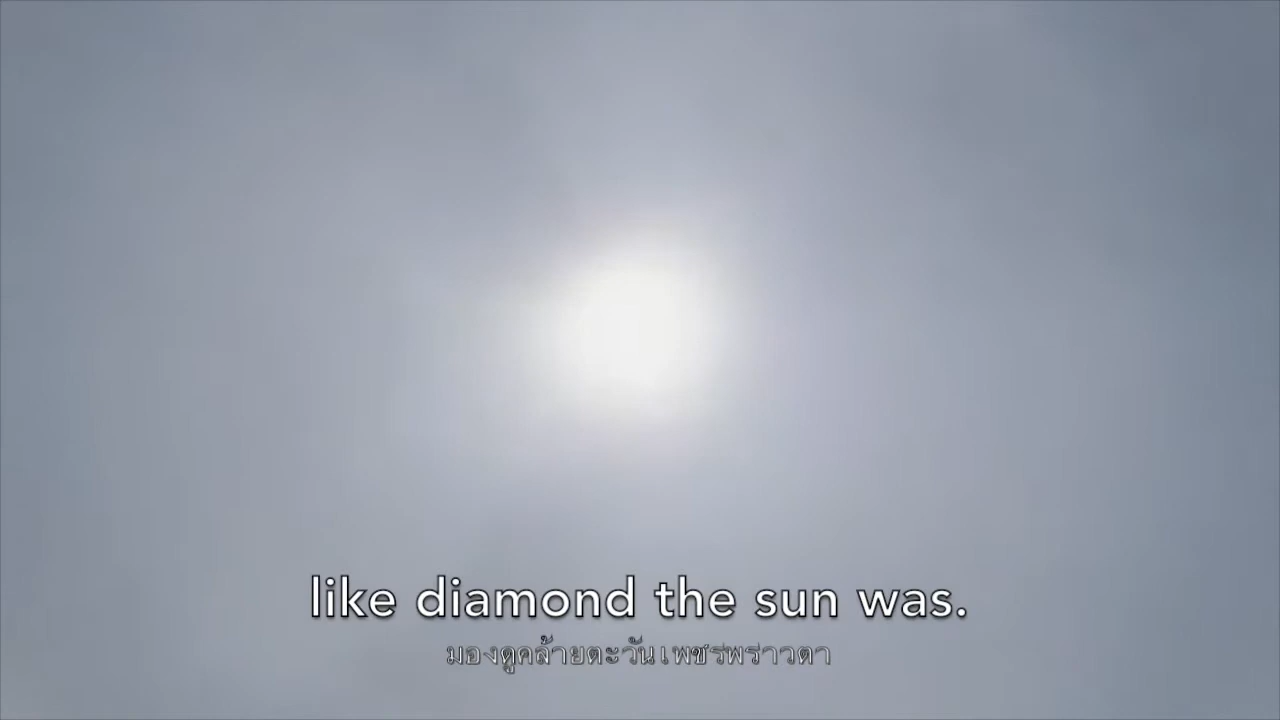 like diamond the sun was.
มองดูคล้ายตะวันเพชรพราวตา